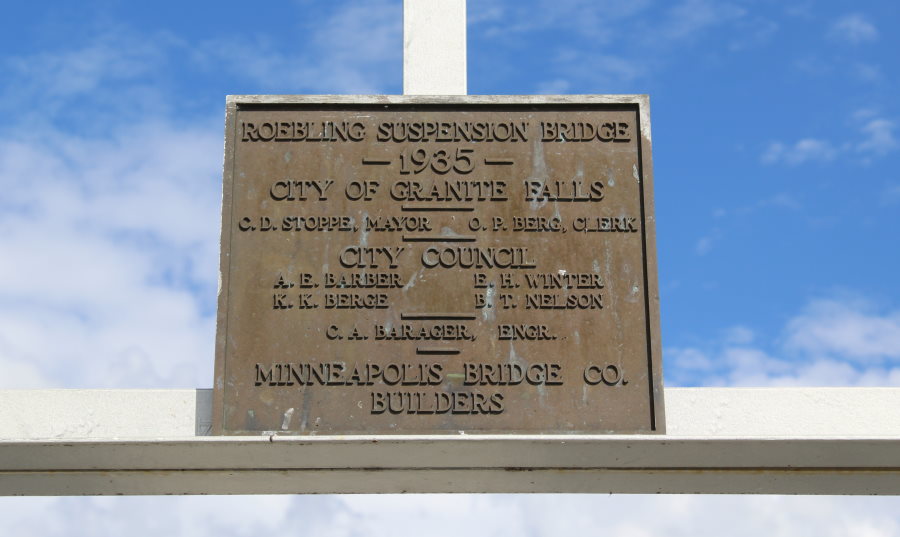 ROEBLING SUSPENSION BRIDGE
— 1935 —
CITY OF GRANITE FALLS
C. D. STOPPE, MAYOR O. P. BERG, CLERK
CITY COUNCIL
A. E. BARBER E. H. WINTER
K. K. BERGE B. T. NELSON
C. A. BARAGER, ENGR.
MINNEAPOLIS BRIDGE CO.
BUILDERS